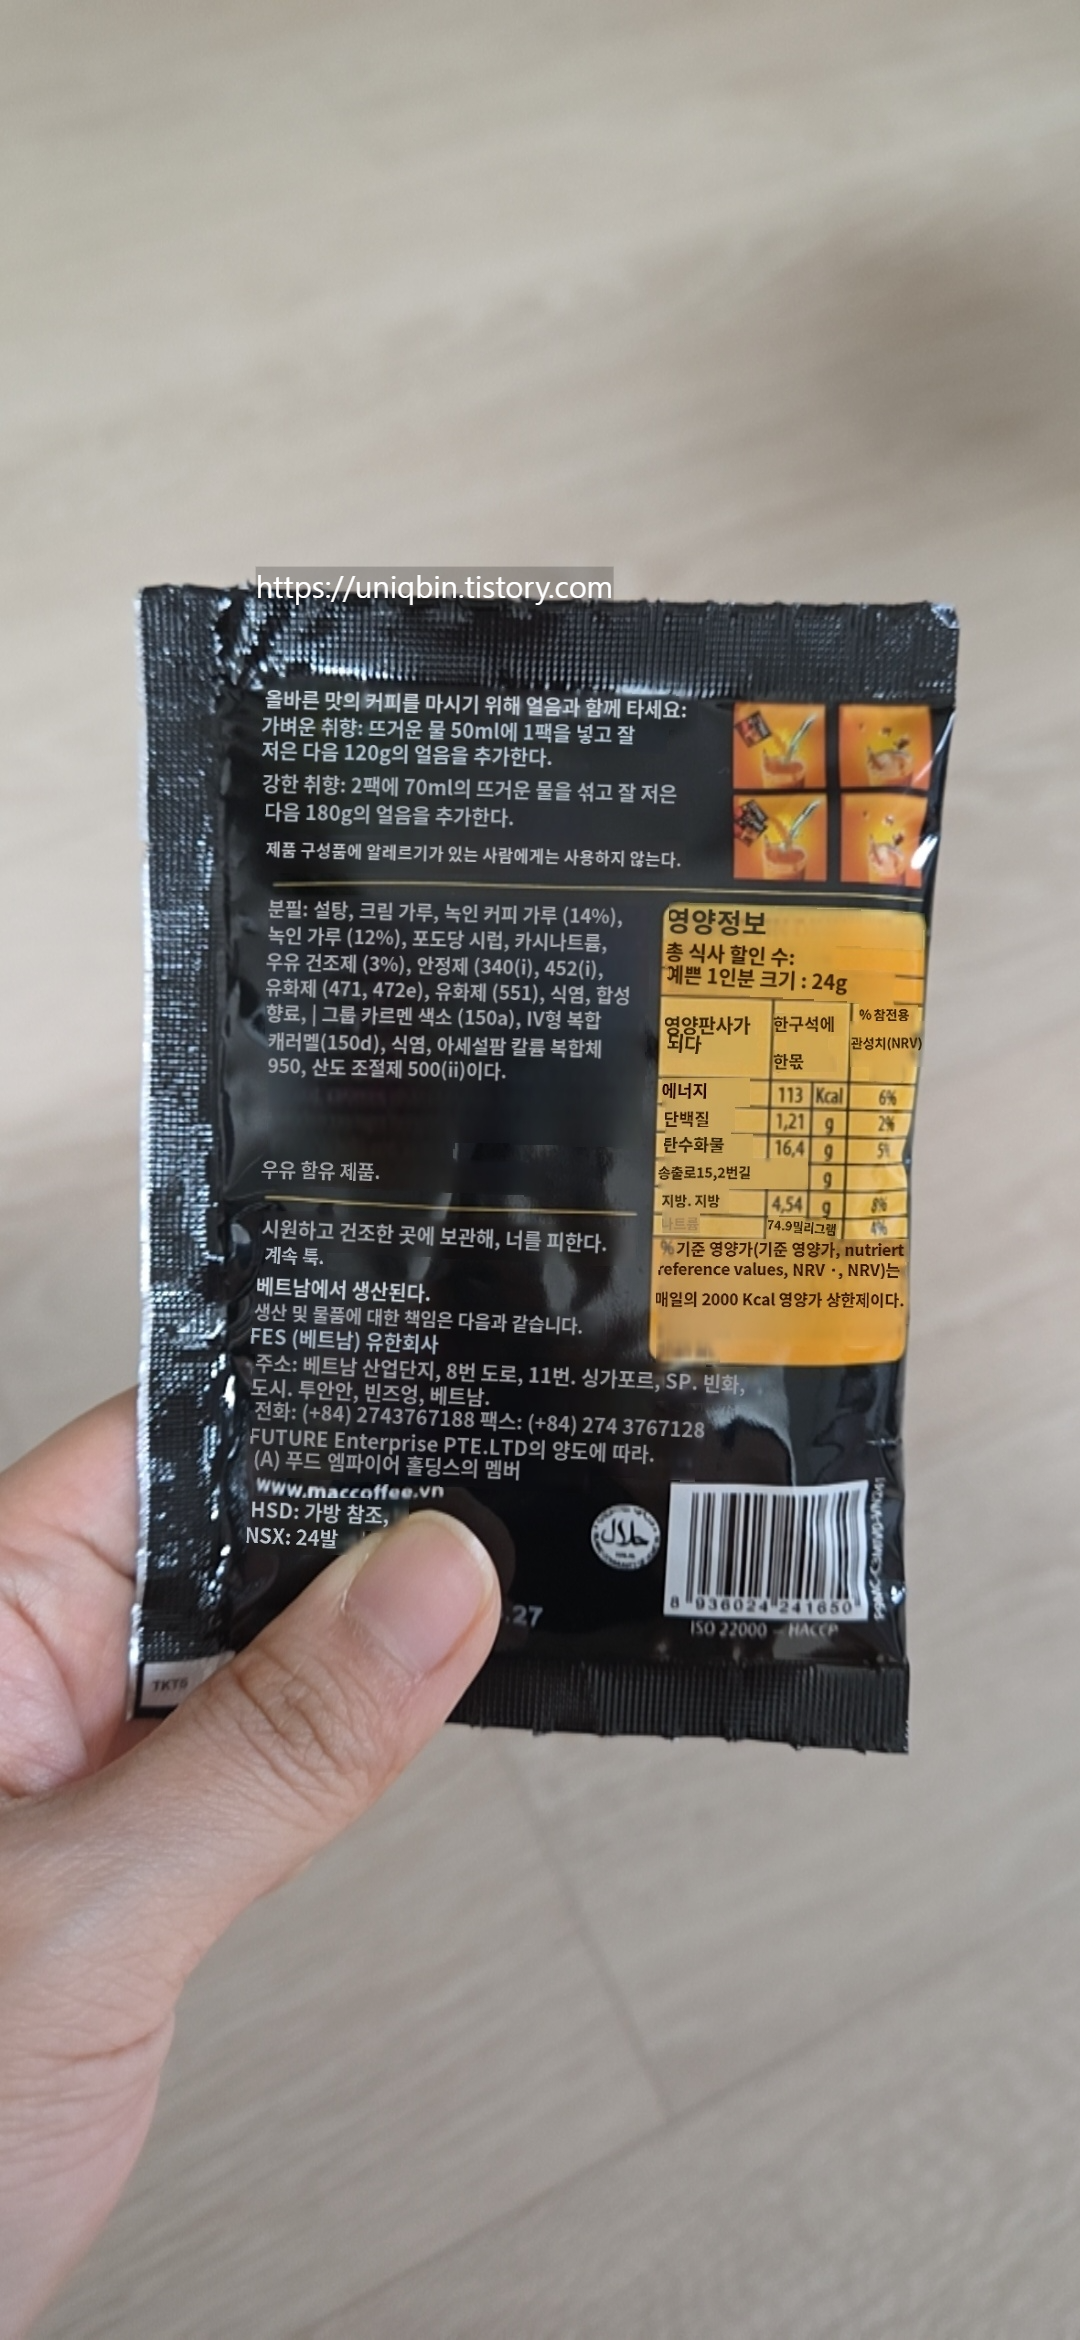 https://uniqbin.tistory.com
올바른 맛의 커피를 마시기 위해 얼음과 함께 타세요:
가벼운 취향: 뜨거운 물 50ml에 1팩을 넣고 잘
저은 다음 120g의 얼음을 추가한다.
강한 취향: 2팩에 70ml의 뜨거운 물을 섞고 잘 저은
다음 180g의 얼음을 추가한다.
제품 구성품에 알레르기가 있는 사람에게는 사용하지 않는다.
분필: 설탕, 크림 가루, 녹인 커피 가루 (14%),
녹인 가루 (12%), 포도당 시럽, 카시나트륨,
우유 건조제 (3%), 안정제 (340(i), 452(i),
유화제 (471, 472e), 유화제 (551), 식염, 합성
향료, | 그룹 카르멘 색소 (150a), IV형 복합
캐러멜(150d), 식염, 아세설팜 칼륨 복합체
950, 산도 조절제 500(ii)이다.
우유 함유 제품.
시원하고 건조한 곳에 보관해, 너를 피한다.
계속 툭.
베트남에서 생산된다.
생산 및 물품에 대한 책임은 다음과 같습니다.
FES (베트남) 유한회사
주소: 베트남 산업단지, 8번 도로, 11번. 싱가포르, SP. 빈화,
도시. 투안안, 빈즈엉, 베트남.
전화: (+84) 2743767188 팩스: (+84) 274 3767128
FUTURE Enterprise PTE.LTD의 양도에 따라.
(A) 푸드 엠파이어 홀딩스의 멤버
www.maccoffee.vn
HSD: 가방 참조,
NSX: 24발
.27
TKT6
영양정보
총 식사 할인 수:
예쁜 1인분 크기 : 24g
영양판사가 되다 한구석에 한몫 % 참전용 관성치(NRV)
에너지 113 Kcal 6%
단백질 1,21 g 2%
탄수화물 16,4 g 5%
송출로15,2번길 g
지방. 지방 4,54 g 8%
나트륨 74.9밀리그램 4%
% 기준 영양가(기준 영양가, nutriert
reference values, NRV ·, NRV)는
매일의 2000 Kcal 영양가 상한제이다.
8 936024 241650
ISO 22000 – HACCP